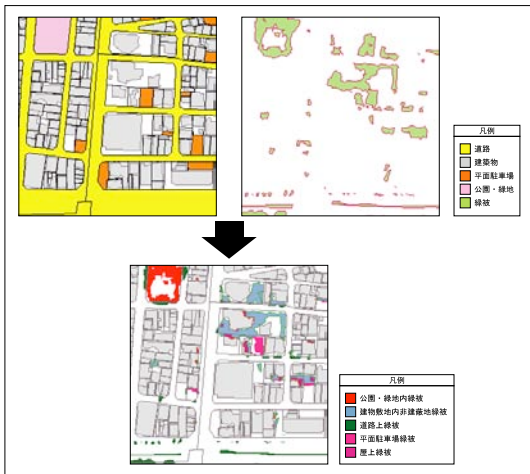 凡例
道路
建築物
平面駐車場
公園・緑地
緑被
凡例
公園・緑地内緑被
建物敷地内非建蔽地緑被
道路上緑被
平面駐車場緑被
屋上緑被